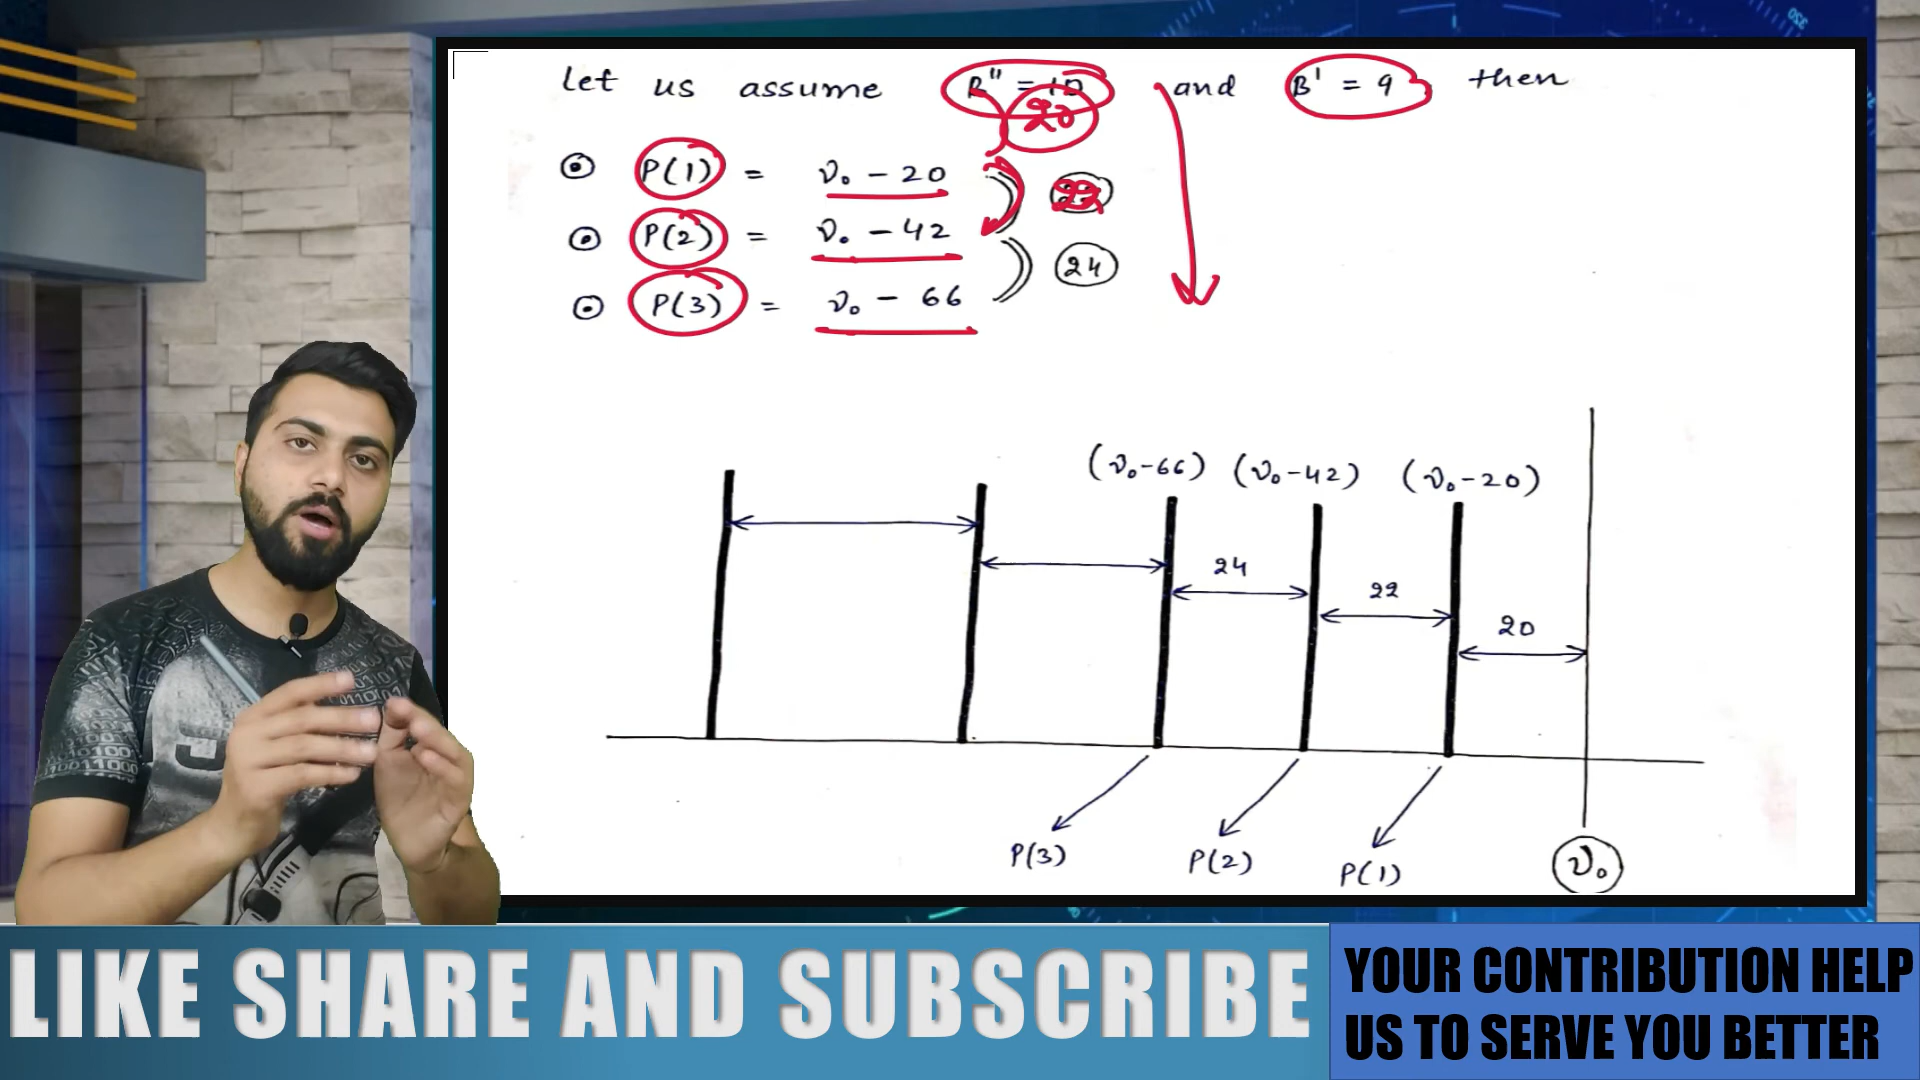 Let us assume B" = 10 and B' = 9 then
20
P(1) = ν₀ - 20
22
P(2) = ν₀ - 42
24
P(3) = ν₀ - 66
(ν₀-66) (ν₀-42) (ν₀-20)
24
22
20
P(3) P(2) P(1) ν₀
LIKE SHARE AND SUBSCRIBE
YOUR CONTRIBUTION HELP
US TO SERVE YOU BETTER